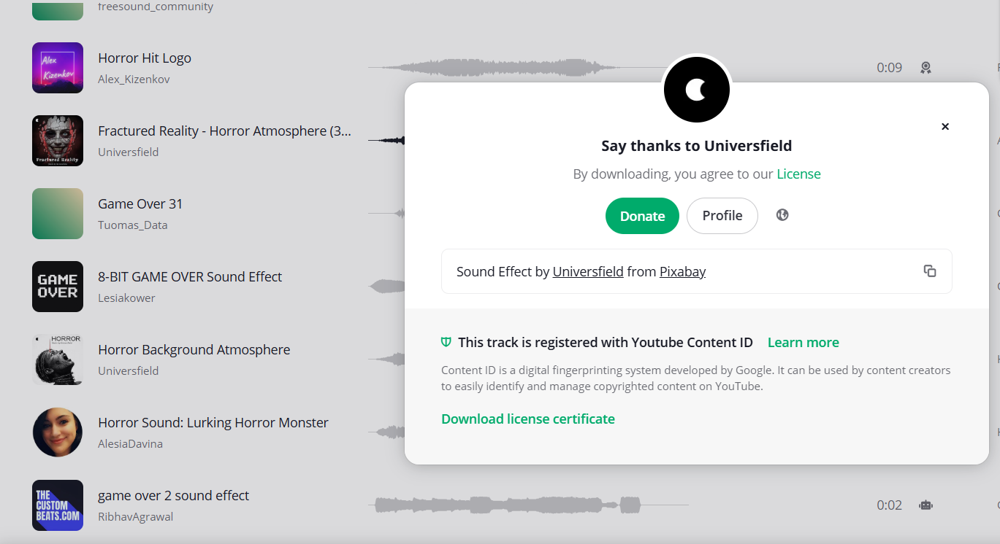 freesound_community
Horror Hit Logo
Alex_Kizenkov
0:09
Alex
Kizenkov
Fractured Reality - Horror Atmosphere (3...
Universfield
Fractured Reality
Game Over 31
Tuomas_Data
GAME
OVER
8-BIT GAME OVER Sound Effect
Lesiakower
HORROR
Horror Background Atmosphere
Universfield
Horror Sound: Lurking Horror Monster
AlesiaDavina
THE
CUSTOM
BEATS.COM
game over 2 sound effect
RibhavAgrawal
0:02
Say thanks to Universfield
By downloading, you agree to our License
Donate
Profile
Sound Effect by Universfield from Pixabay
This track is registered with Youtube Content ID Learn more
Content ID is a digital fingerprinting system developed by Google. It can be used by content creators
to easily identify and manage copyrighted content on YouTube.
Download license certificate